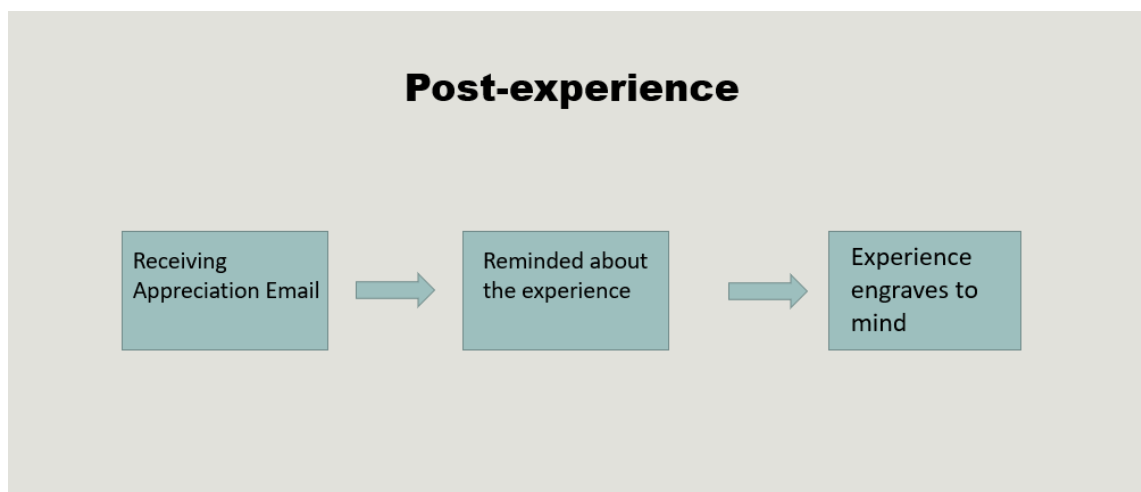 Post-experience
Receiving
Appreciation Email
Reminded about
the experience
Experience
engraves to
mind